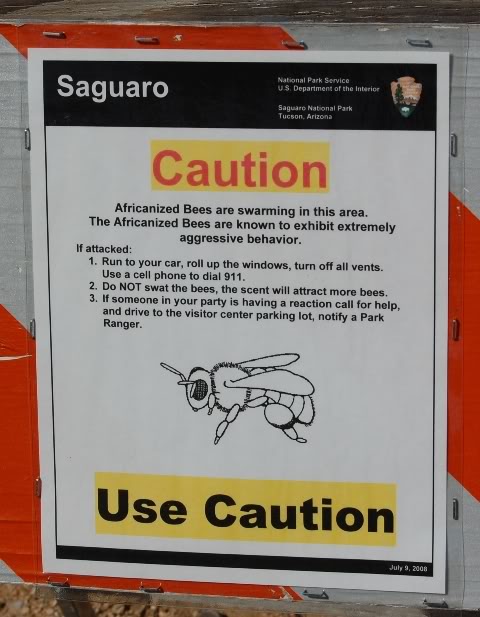 Saguaro
National Park Service
U.S. Department of the Interior
Saguaro National Park
Tucson, Arizona
Caution
Africanized Bees are swarming in this area.
The Africanized Bees are known to exhibit extremely
aggressive behavior.
If attacked:
1. Run to your car, roll up the windows, turn off all vents.
Use a cell phone to dial 911.
2. Do NOT swat the bees, the scent will attract more bees.
3. If someone in your party is having a reaction call for help,
and drive to the visitor center parking lot, notify a Park
Ranger.
Use Caution
July 9, 2008